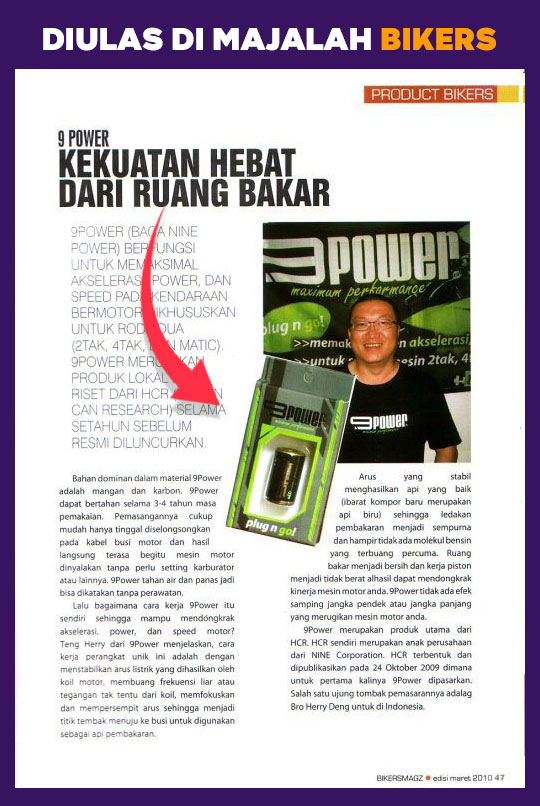 DIULAS DI MAJALAH BIKERS
PRODUCT BIKERS
9 POWER
KEKUATAN HEBAT
DARI RUANG BAKAR
9POWER (BACA NINE
POWER) BERFUNGSI
UNTUK MEMAKSIMAL
AKSELERASI, POWER, DAN
SPEED PADA KENDARAAN
BERMOTOR DIKHUSUSKAN
UNTUK RODA DUA
(2TAK, 4TAK, DAN MATIC).
9POWER MERUPAKAN
PRODUK LOKAL
RISET DARI HCR
CAN RESEARCH) SELAMA
SETAHUN SEBELUM
RESMI DILUNCURKAN.
9power
maximum performance
plug n go!
>>memak akselerasi,
>>untuk esin 2tak, 4t
9power
9power
plug n go!
Bahan dominan dalam material 9Power
adalah mangan dan karbon. 9Power
dapat bertahan selama 3-4 tahun masa
pemakaian. Pemasangannya cukup
mudah hanya tinggal diselongsongkan
pada kabel busi motor dan hasil
langsung terasa begitu mesin motor
dinyalakan tanpa perlu setting karburator
atau lainnya. 9Power tahan air dan panas jadi
bisa dikatakan tanpa perawatan.
Lalu bagaimana cara kerja 9Power itu
sendiri sehingga mampu mendongkrak
akselerasi, power, dan speed motor?
Teng Herry dari 9Power menjelaskan, cara
kerja perangkat unik ini adalah dengan
menstabilkan arus listrik yang dihasilkan oleh
koil motor, membuang frekuensi liar atau
tegangan tak tentu dari koil, memfokuskan
dan mempersempit arus sehingga menjadi
titik tembak menuju ke busi untuk digunakan
sebagai api pembakaran.
Arus yang stabil
menghasilkan api yang baik
(ibarat kompor baru merupakan
api biru) sehingga ledakan
pembakaran menjadi sempurna
dan hampir tidak ada molekul bensin
yang terbuang percuma. Ruang
bakar menjadi bersih dan kerja piston
menjadi tidak berat alhasil dapat mendongkrak
kinerja mesin motor anda. 9Power tidak ada efek
samping jangka pendek atau jangka panjang
yang merugikan mesin motor anda.
9Power merupakan produk utama dari
HCR. HCR sendiri merupakan anak perusahaan
dari NINE Corporation. HCR terbentuk dan
dipublikasikan pada 24 Oktober 2009 dimana
untuk pertama kalinya 9Power dipasarkan.
Salah satu ujung tombak pemasarannya adalag
Bro Herry Deng untuk di Indonesia.
BIKERSMAGZ edisi maret 2010 47